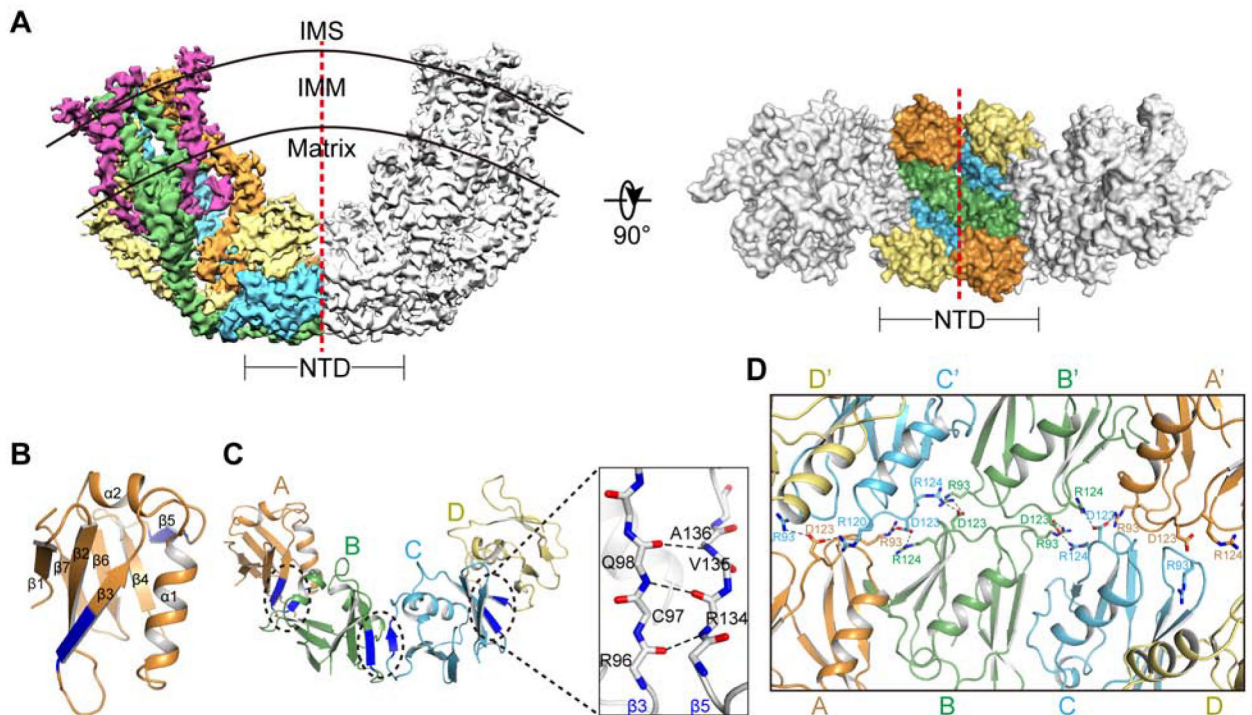 A
IMS
IMM
Matrix
NTD
90°
NTD
B
α2
β5
β2
β6
β1
β7
β4
β3
α1
C
A
B
C
D
A136
Q98
V135
C97
R134
R96
β3
β5
D
D'
C'
B'
A'
R124
R93
R124
D123
R120
D123
D123
D123
D123
R93
R93
R93
R93
D123
R124
R124
R124
R93
A
B
C
D